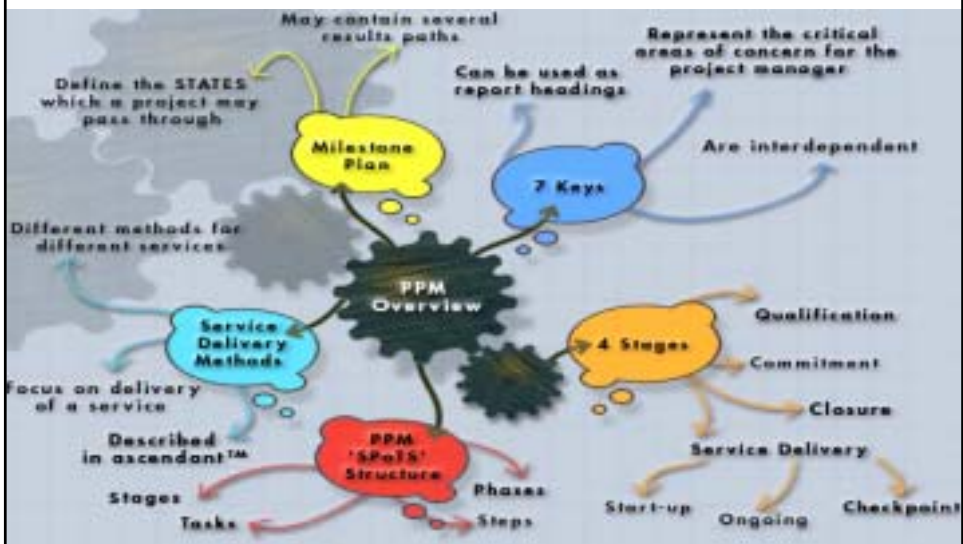 May contain several
results paths
Define the STATES
which a project may
pass through
Milestone
Plan
Can be used as
report headings
Represent the critical
areas of concern for the
project manager
7 Keys
Are interdependent
Different methods for
different services
PPM
Overview
Service
Delivery
Methods
Focus on delivery
of a service
Described
in ascendant™
4 Stages
Qualification
Commitment
Closure
Service Delivery
Start-up
Ongoing
Checkpoint
PPM
'SPoTS'
Structure
Stages
Tasks
Phases
Steps